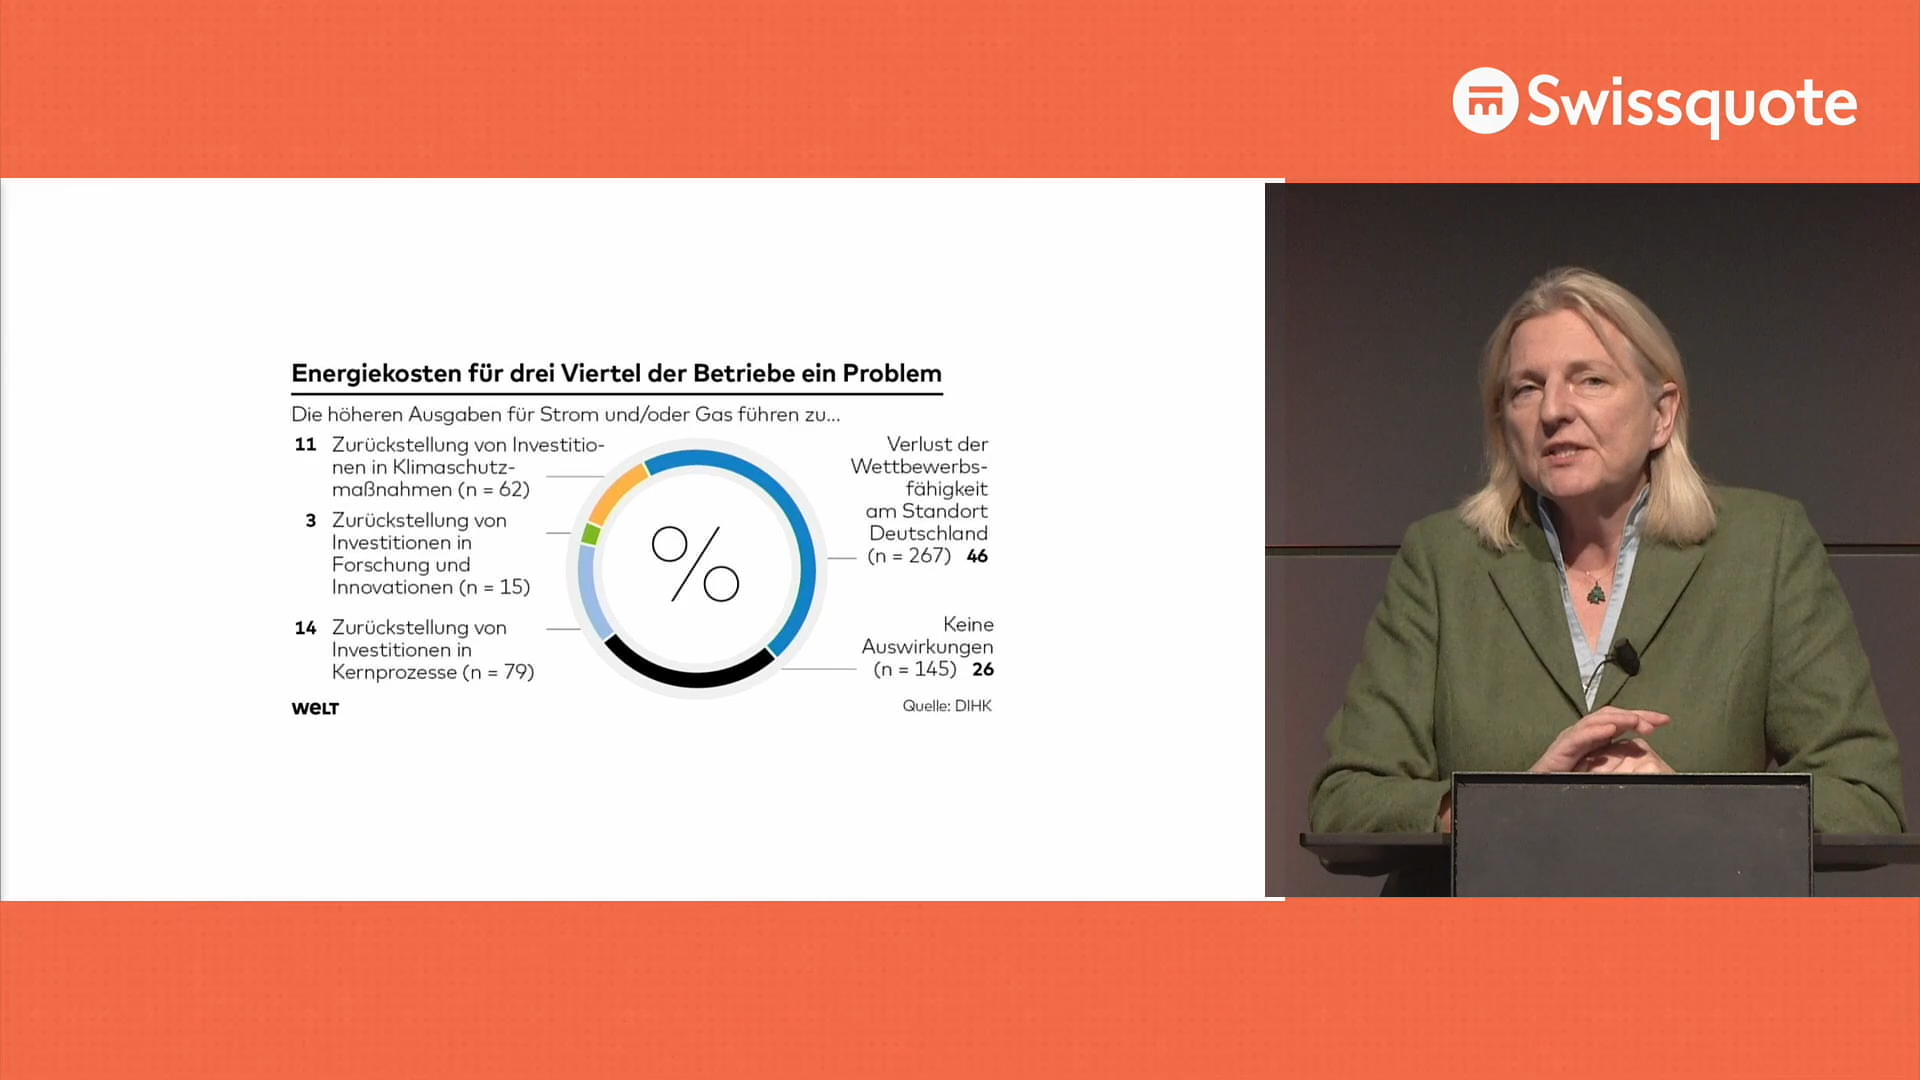 Swissquote
Energiekosten für drei Viertel der Betriebe ein Problem
Die höheren Ausgaben für Strom und/oder Gas führen zu...
11 Zurückstellung von Investitio-
nen in Klimaschutz-
maßnahmen (n = 62)
3 Zurückstellung von
Investitionen in
Forschung und
Innovationen (n = 15)
14 Zurückstellung von
Investitionen in
Kernprozesse (n = 79)
%
Verlust der
Wettbewerbs-
fähigkeit
am Standort
Deutschland
(n = 267) 46
Keine
Auswirkungen
(n = 145) 26
WELT
Quelle: DIHK